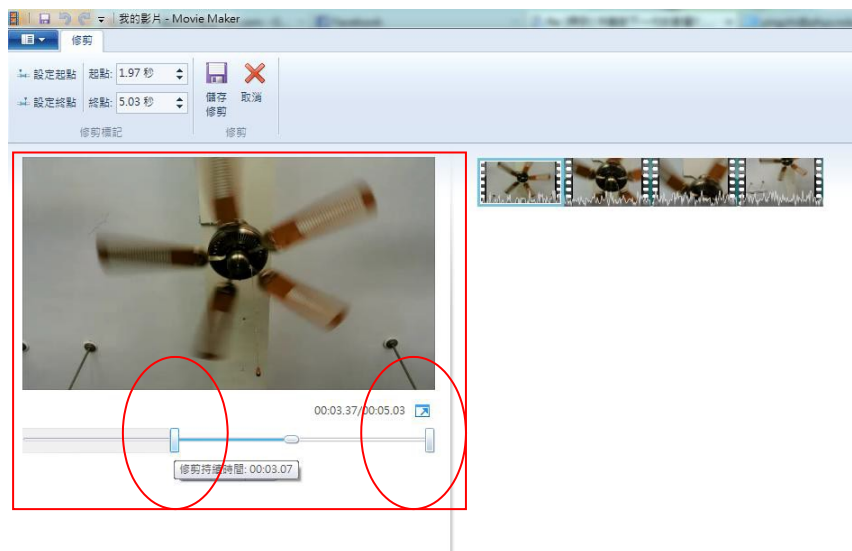 我的影片 - Movie Maker
Facebook
修剪
設定起點 起點: 1.97 秒
設定終點 終點: 5.03 秒
儲存修剪
取消
修剪標記
修剪
00:03.37/00:05.03
修剪持續時間: 00:03.07